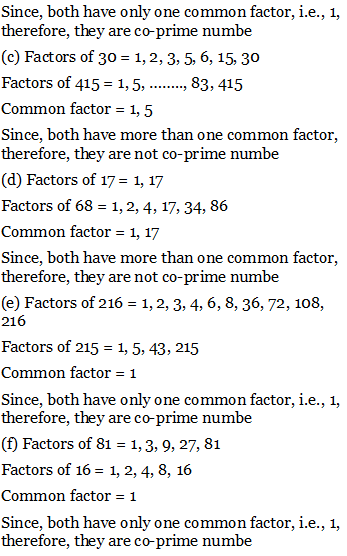 Since, both have only one common factor, i.e., 1,
therefore, they are co-prime numbe
(c) Factors of 30 = 1, 2, 3, 5, 6, 15, 30
Factors of 415 = 1, 5, ........, 83, 415
Common factor = 1, 5
Since, both have more than one common factor,
therefore, they are not co-prime numbe
(d) Factors of 17 = 1, 17
Factors of 68 = 1, 2, 4, 17, 34, 86
Common factor = 1, 17
Since, both have more than one common factor,
therefore, they are not co-prime numbe
(e) Factors of 216 = 1, 2, 3, 4, 6, 8, 36, 72, 108,
216
Factors of 215 = 1, 5, 43, 215
Common factor = 1
Since, both have only one common factor, i.e., 1,
therefore, they are co-prime numbe
(f) Factors of 81 = 1, 3, 9, 27, 81
Factors of 16 = 1, 2, 4, 8, 16
Common factor = 1
Since, both have only one common factor, i.e., 1,
therefore, they are co-prime numbe